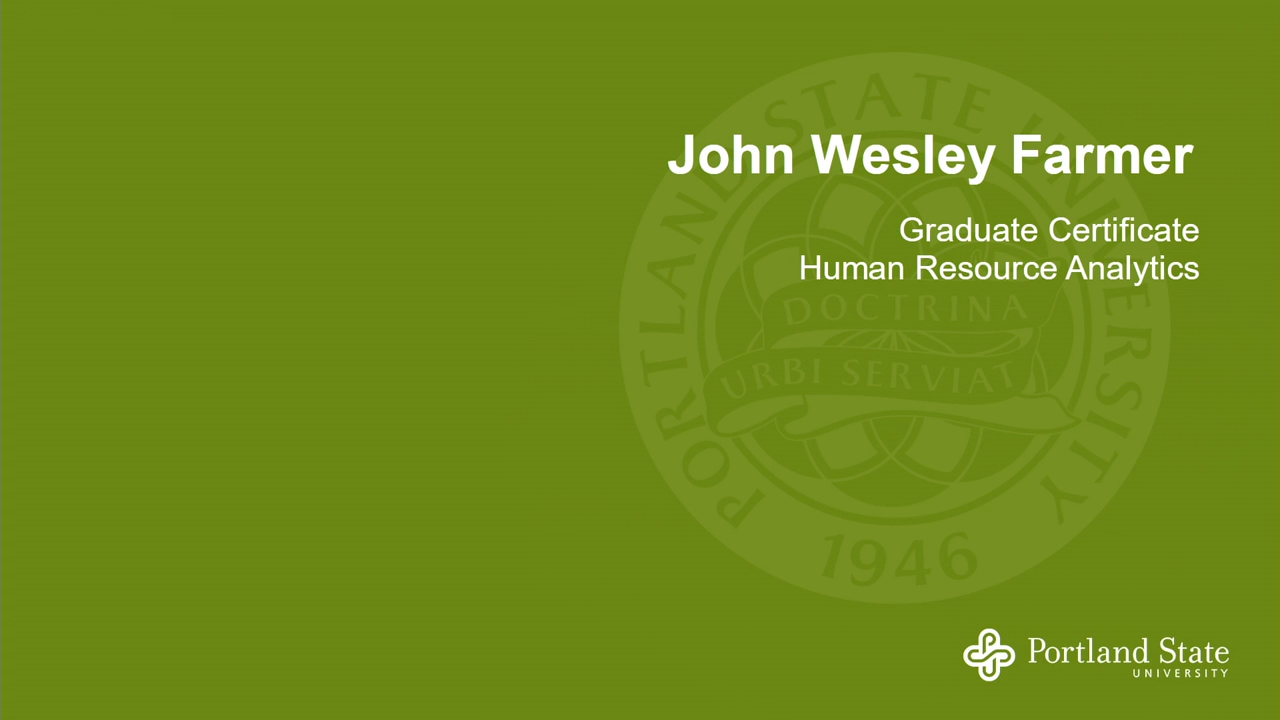 John Wesley Farmer
Graduate Certificate
Human Resource Analytics
PORTLAND STATE UNIVERSITY
DOCTRINA
URBI SERVIAT
1946
Portland State
UNIVERSITY